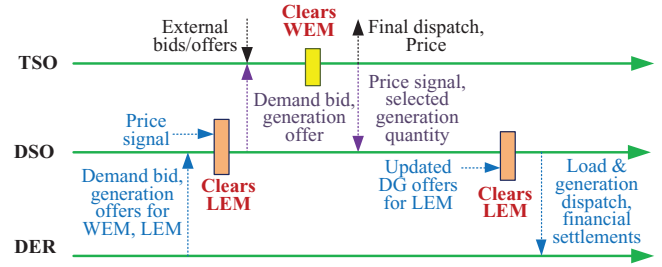 External
bids/offers
Clears
WEM
Final dispatch,
Price
TSO
Demand bid,
generation
offer
Price signal,
selected
generation
quantity
Price
signal
DSO
Demand bid,
generation
offers for
WEM, LEM
Clears
LEM
Updated
DG offers
for LEM
Clears
LEM
Load &
generation
dispatch,
financial
settlements
DER